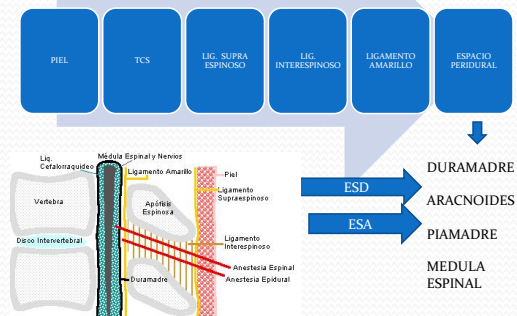 PIEL
TCS
LIG. SUPRA
ESPINOSO
LIG.
INTERESPINOSO
LIGAMENTO
AMARILLO
ESPACIO
PERIDURAL
Liq.
Cefalorraquideo
Médula Espinal y Nervios
Ligamento Amarillo
Piel
Ligamento
Supraespinoso
Vertebra
Apófisis
Espinosa
Disco Intervertebral
Ligamento
Interespinoso
Anestesia Espinal
Anestesia Epidural
Duramadre
ESD
ESA
DURAMADRE
ARACNOIDES
PIAMADRE
MEDULA
ESPINAL